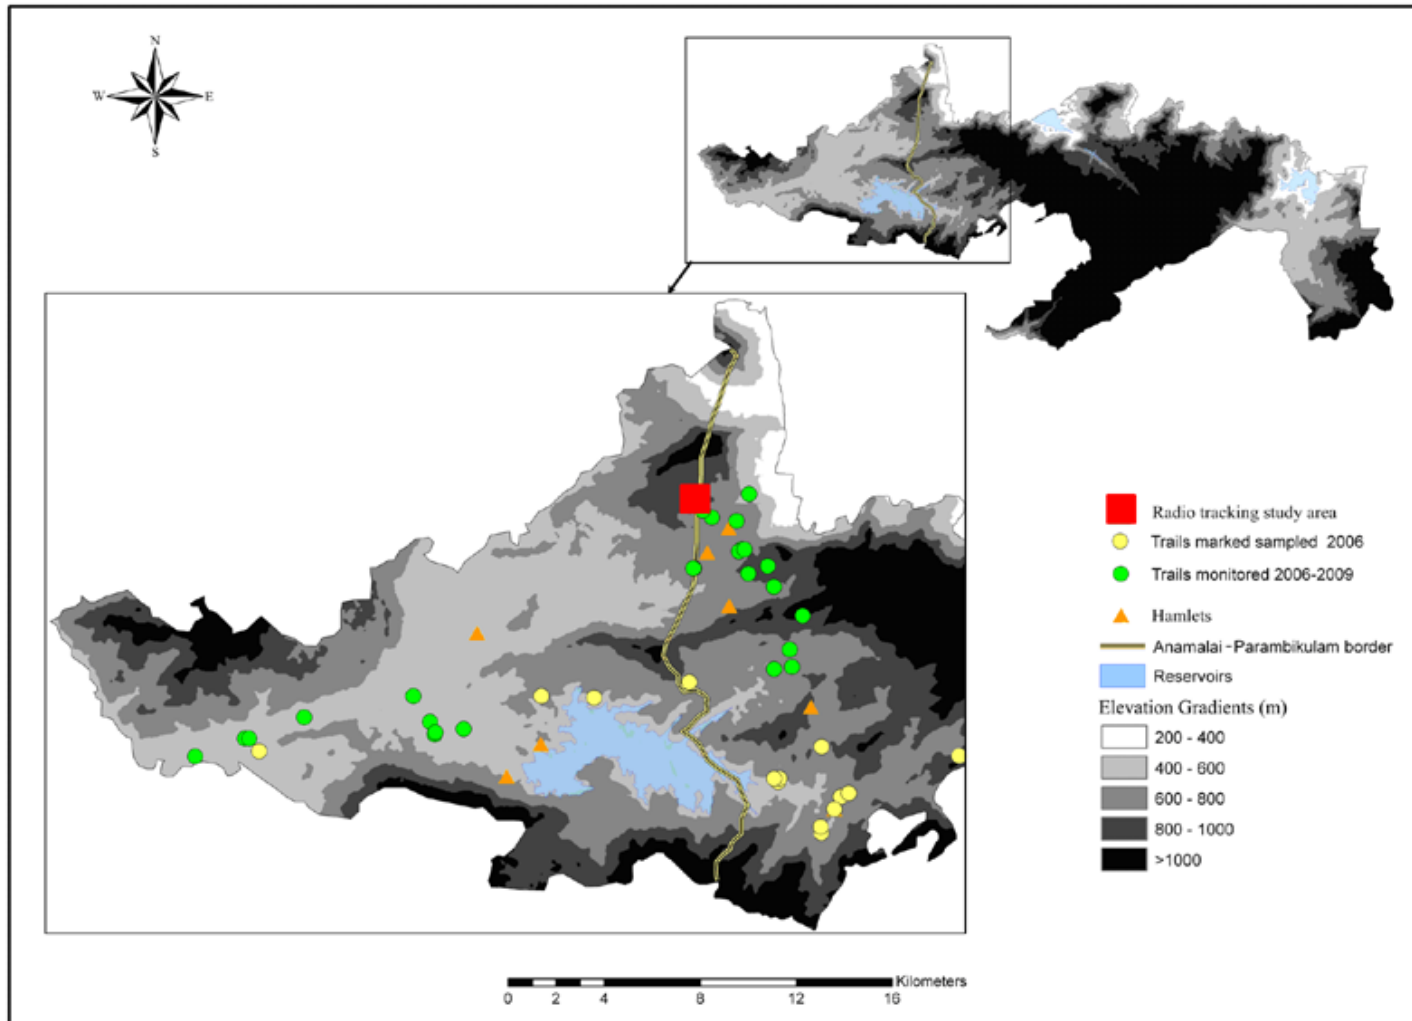 N
W E
S
Radio tracking study area
Trails marked sampled 2006
Trails monitored 2006-2009
Hamlets
Anamalai-Parambikulam border
Reservoirs
Elevation Gradients (m)
200 - 400
400 - 600
600 - 800
800 - 1000
>1000
Kilometers
0 2 4 8 12 16